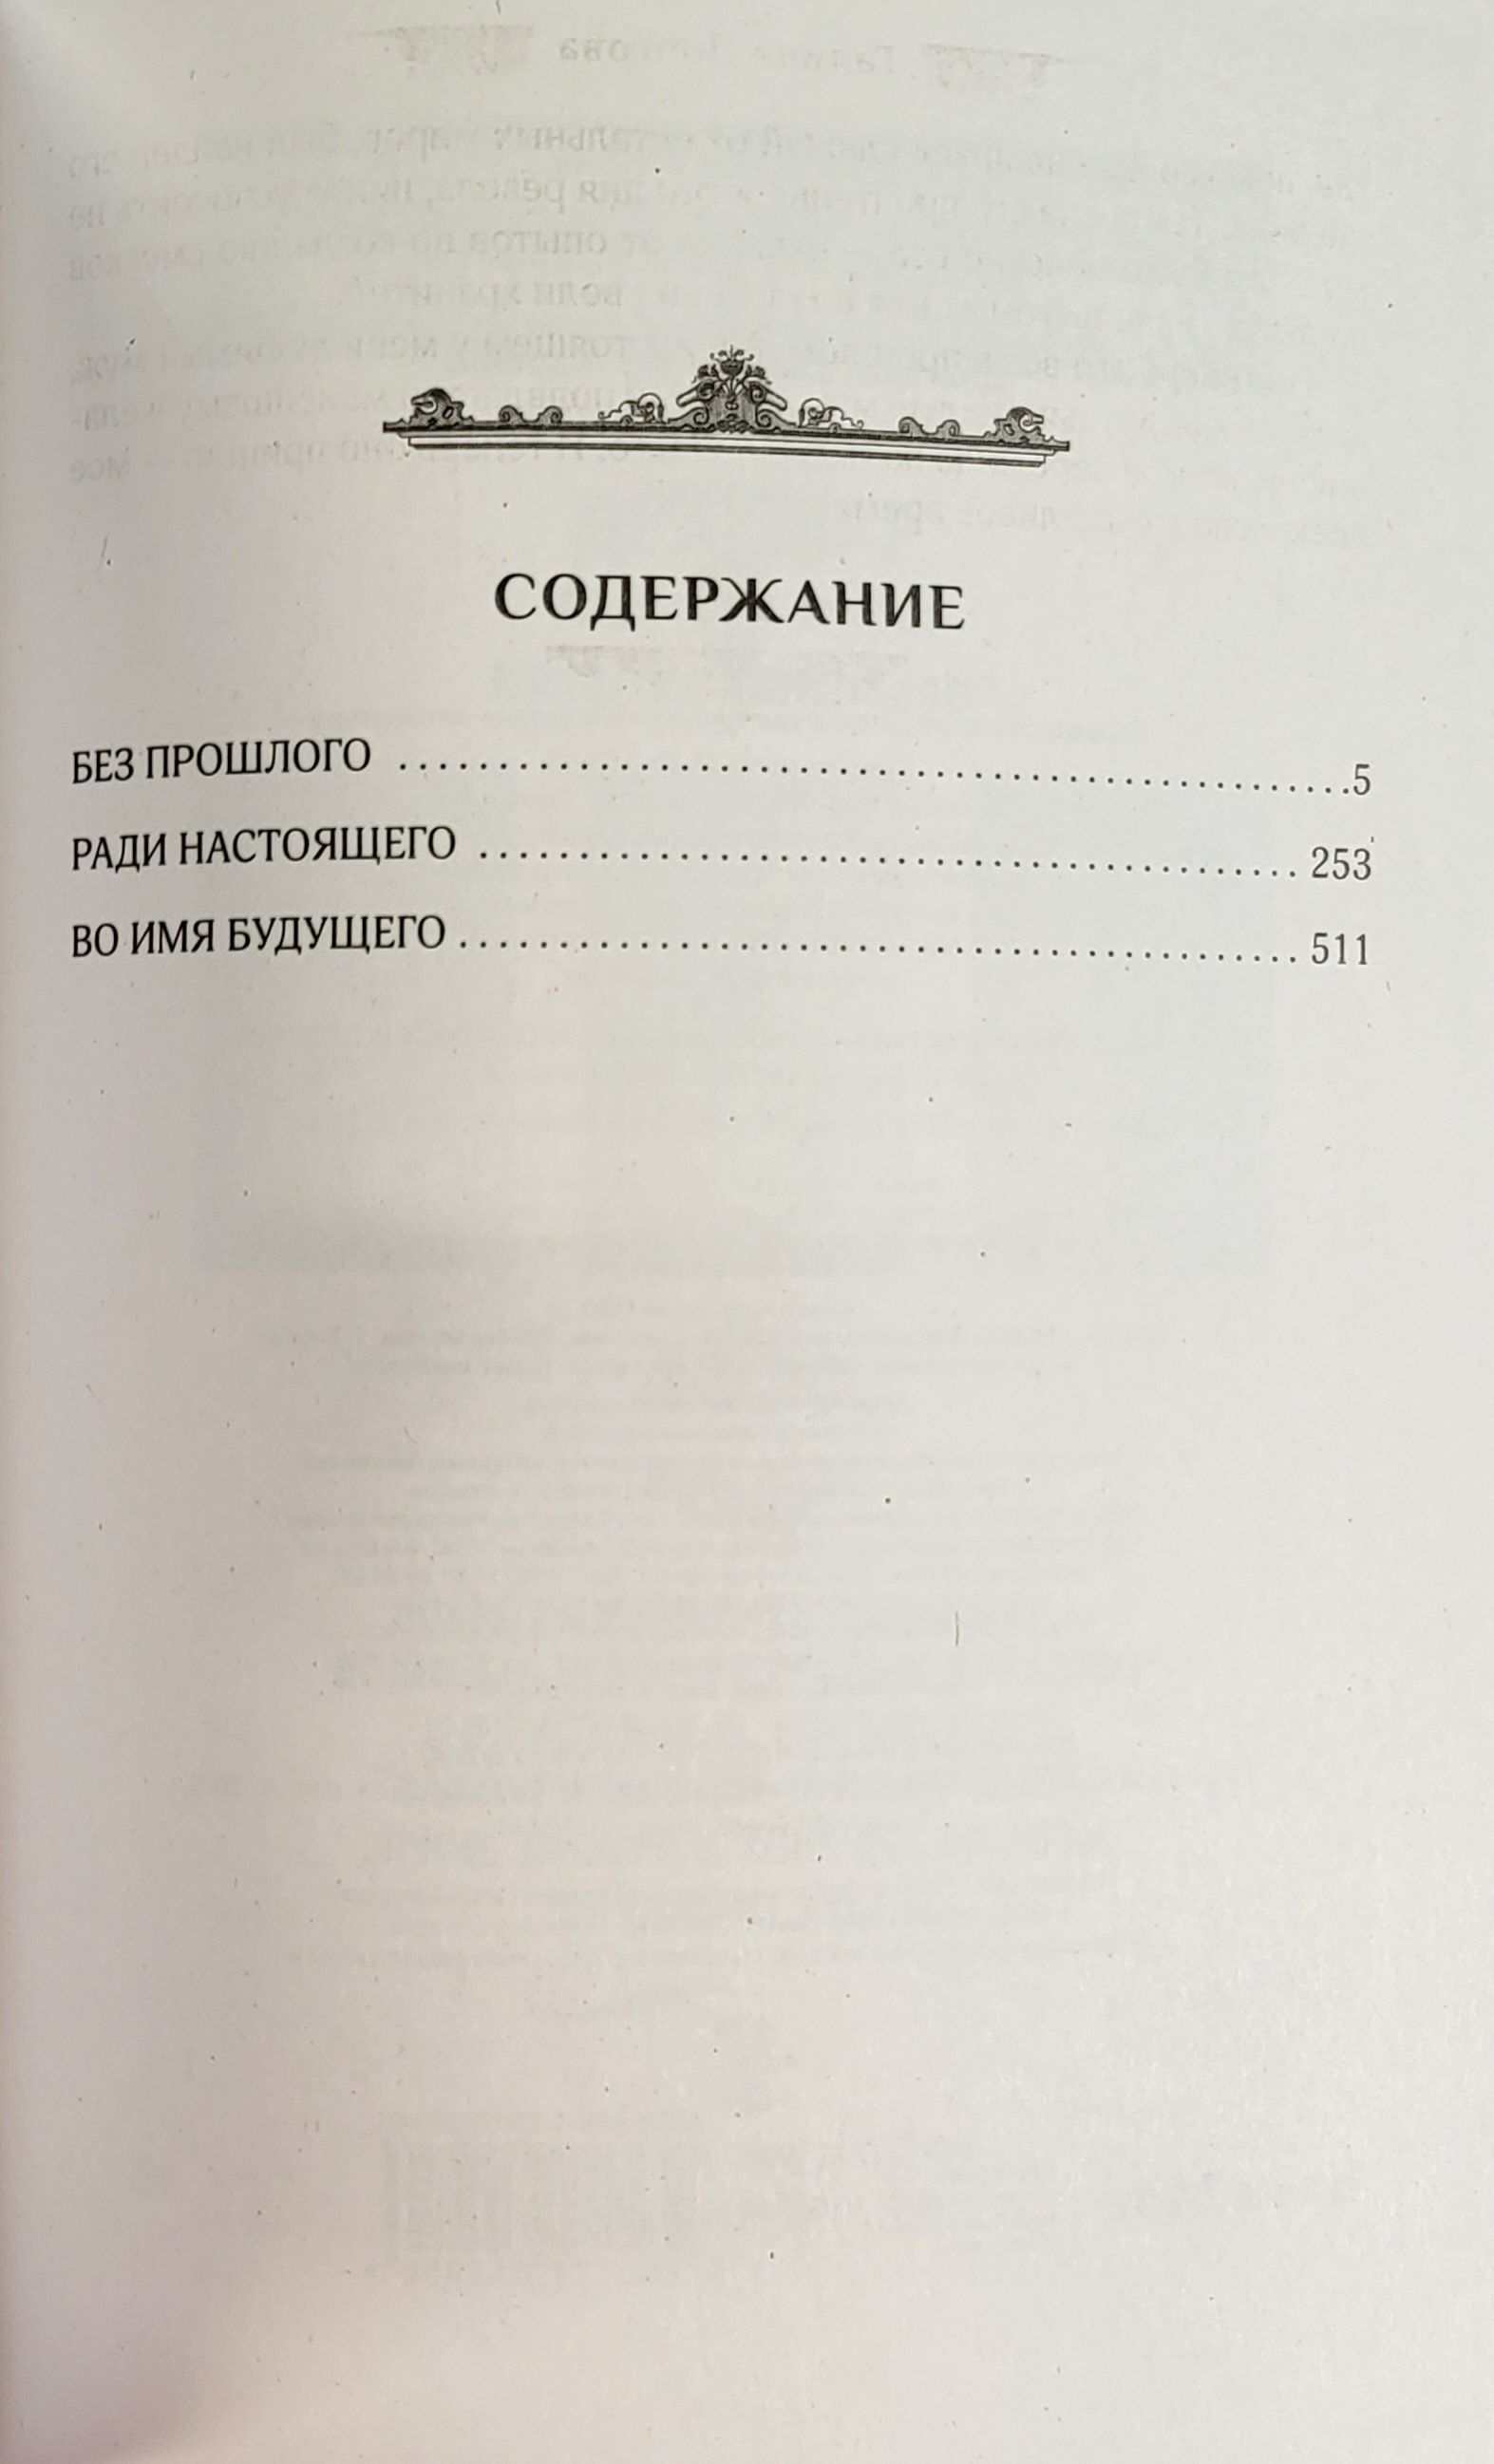 СОДЕРЖАНИЕ
БЕЗ ПРОШЛОГО ........................................ 5
РАДИ НАСТОЯЩЕГО ........................................ 253
ВО ИМЯ БУДУЩЕГО ........................................ 511